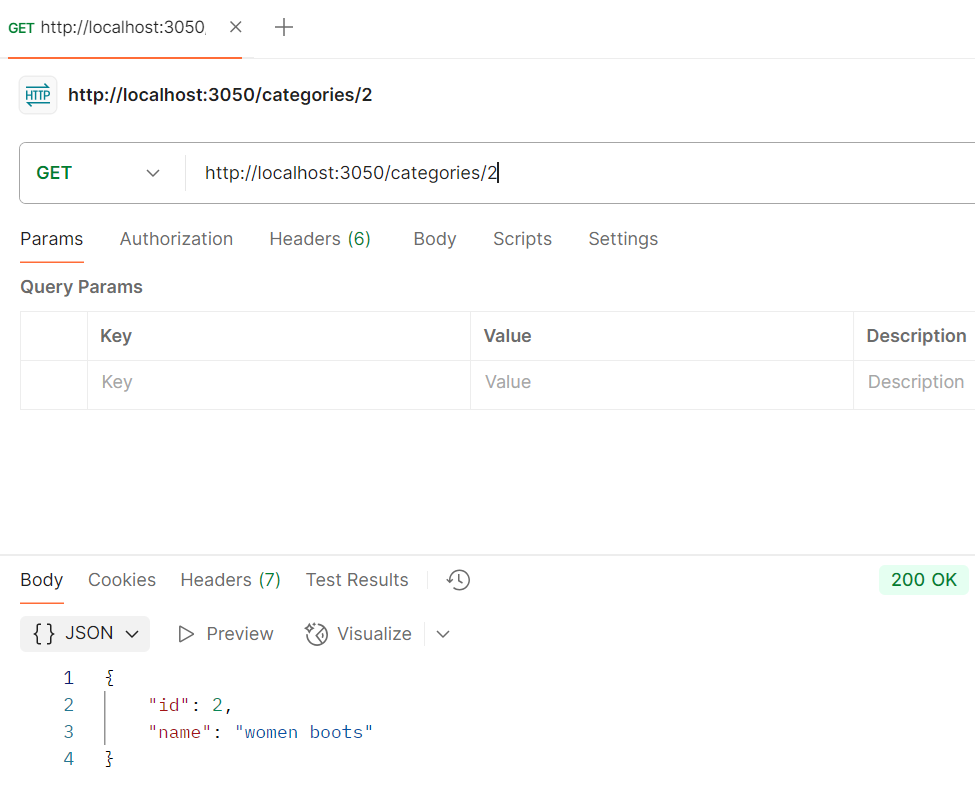 GET http://localhost:3050
HTTP http://localhost:3050/categories/2
GET http://localhost:3050/categories/2
Params Authorization Headers (6) Body Scripts Settings
Query Params
Key Value Description
Key Value Description
Body Cookies Headers (7) Test Results 200 OK
{} JSON Preview Visualize
1 {
2 "id": 2,
3 "name": "women boots"
4 }